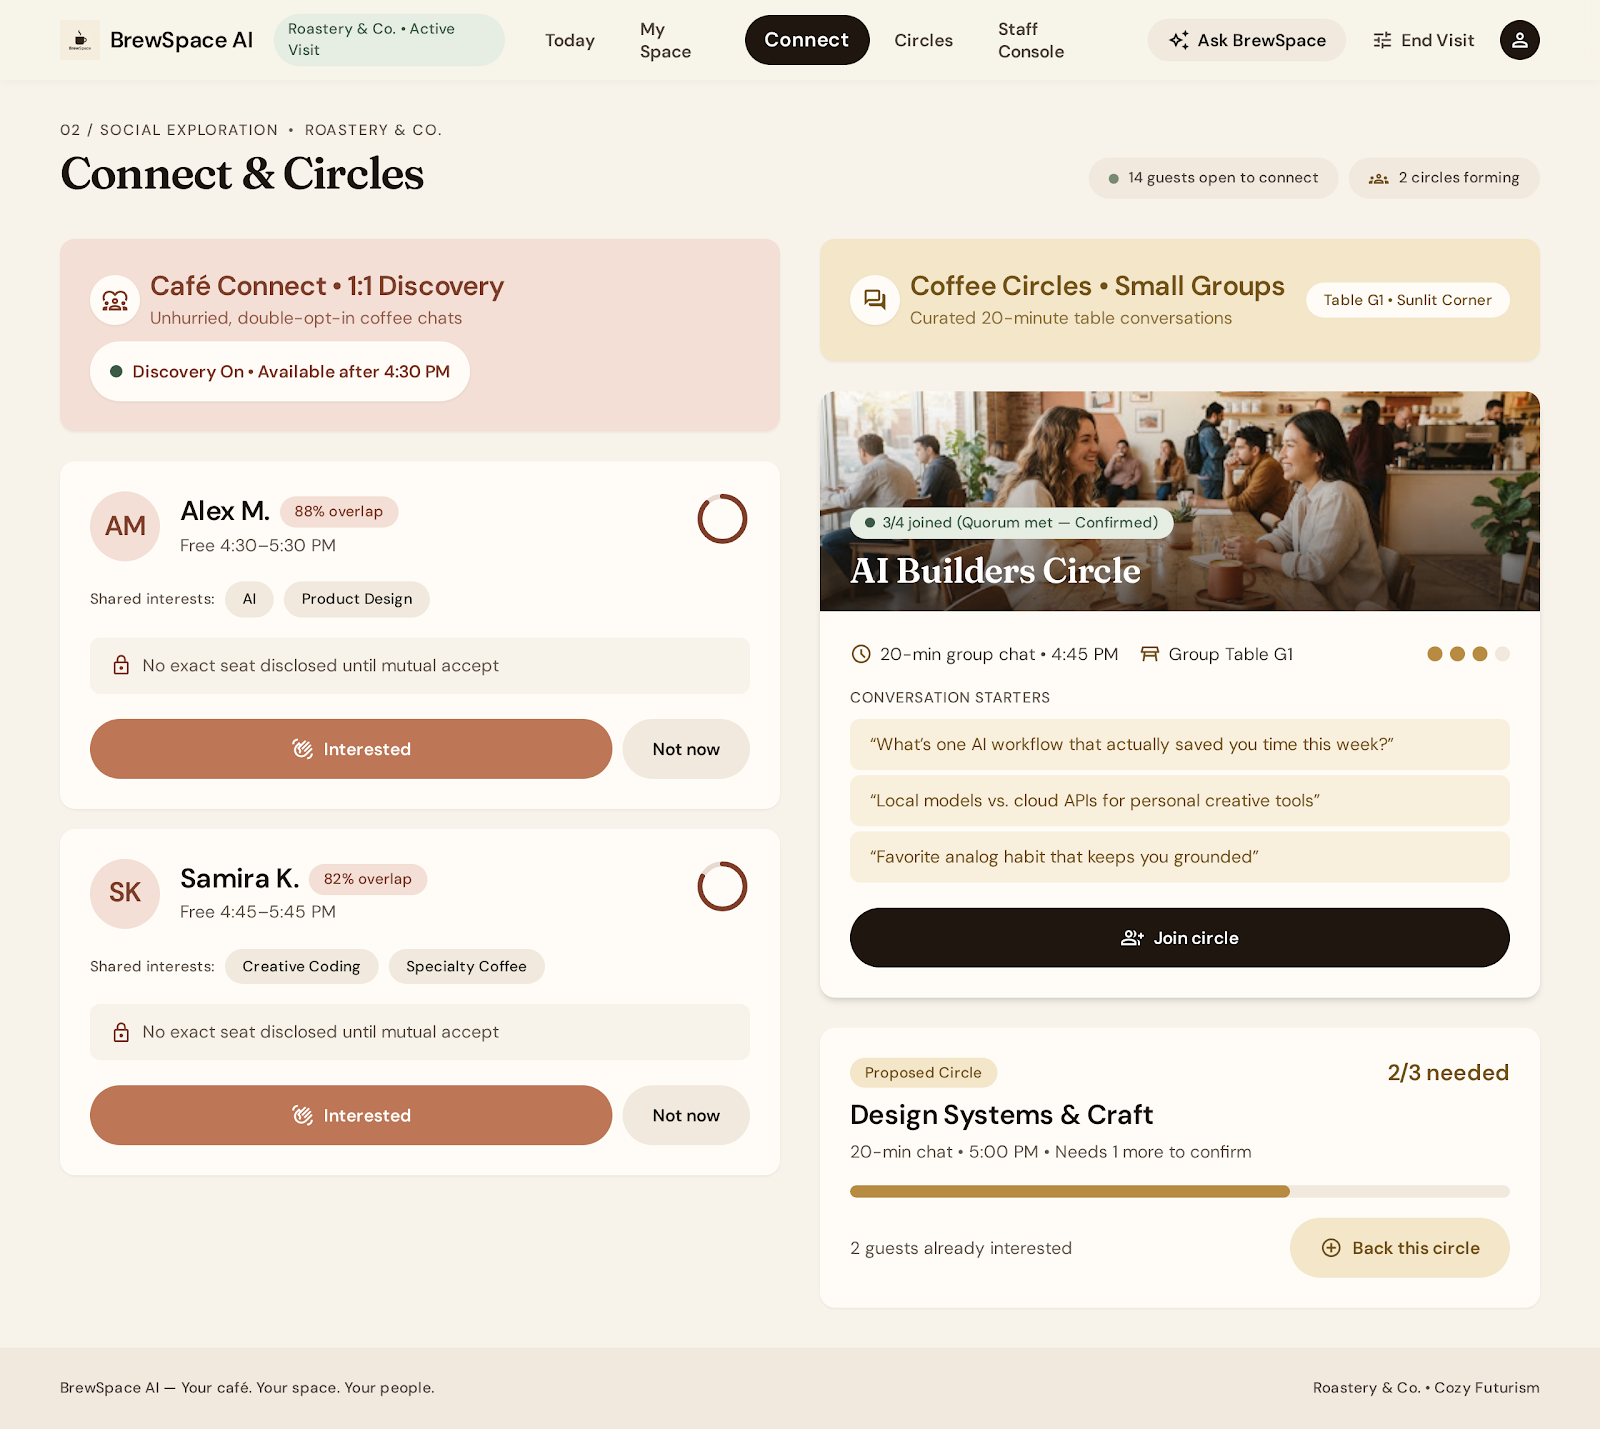 BrewSpace AI
Roastery & Co. • Active
Visit
Today
My
Space
Connect
Circles
Staff
Console
Ask BrewSpace
End Visit
02 / SOCIAL EXPLORATION • ROASTERY & CO.
Connect & Circles
14 guests open to connect
2 circles forming
Café Connect • 1:1 Discovery
Unhurried, double-opt-in coffee chats
Discovery On • Available after 4:30 PM
AM
Alex M.
88% overlap
Free 4:30–5:30 PM
Shared interests:
AI
Product Design
No exact seat disclosed until mutual accept
Interested
Not now
SK
Samira K.
82% overlap
Free 4:45–5:45 PM
Shared interests:
Creative Coding
Specialty Coffee
No exact seat disclosed until mutual accept
Interested
Not now
Coffee Circles • Small Groups
Curated 20-minute table conversations
Table G1 • Sunlit Corner
3/4 joined (Quorum met — Confirmed)
AI Builders Circle
20-min group chat • 4:45 PM
Group Table G1
CONVERSATION STARTERS
“What’s one AI workflow that actually saved you time this week?”
“Local models vs. cloud APIs for personal creative tools”
“Favorite analog habit that keeps you grounded”
Join circle
Proposed Circle
2/3 needed
Design Systems & Craft
20-min chat • 5:00 PM • Needs 1 more to confirm
2 guests already interested
Back this circle
BrewSpace AI — Your café. Your space. Your people.
Roastery & Co. • Cozy Futurism